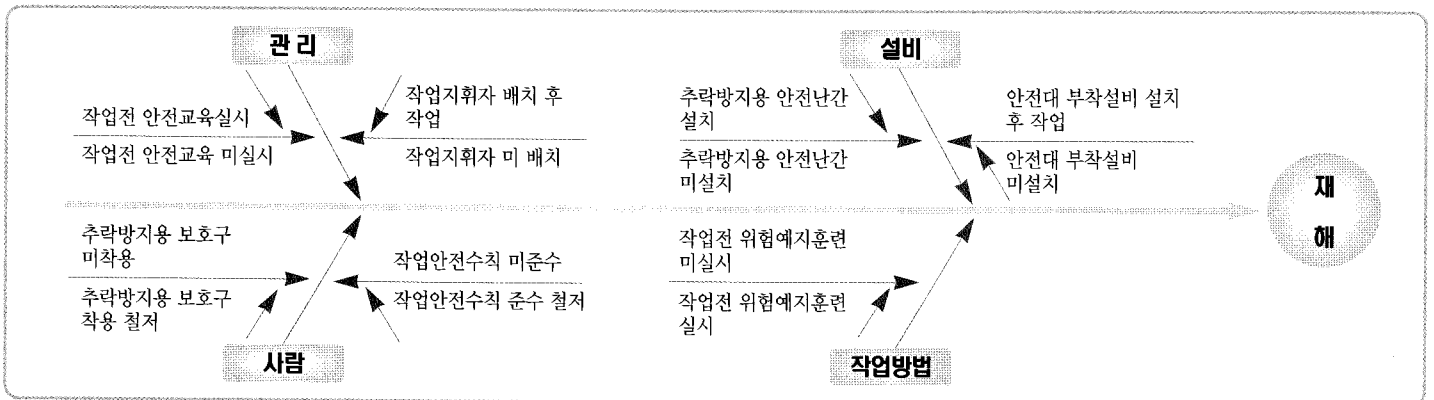 관 리
작업전 안전교육실시
작업전 안전교육 미실시
작업지휘자 배치 후
작업
작업지휘자 미 배치
설비
추락방지용 안전난간
설치
추락방지용 안전난간
미설치
안전대 부착설비 설치
후 작업
안전대 부착설비
미설치
재
해
추락방지용 보호구
미착용
추락방지용 보호구
착용 철저
작업안전수칙 미준수
작업안전수칙 준수 철저
사람
작업전 위험예지훈련
미실시
작업전 위험예지훈련
실시
작업방법